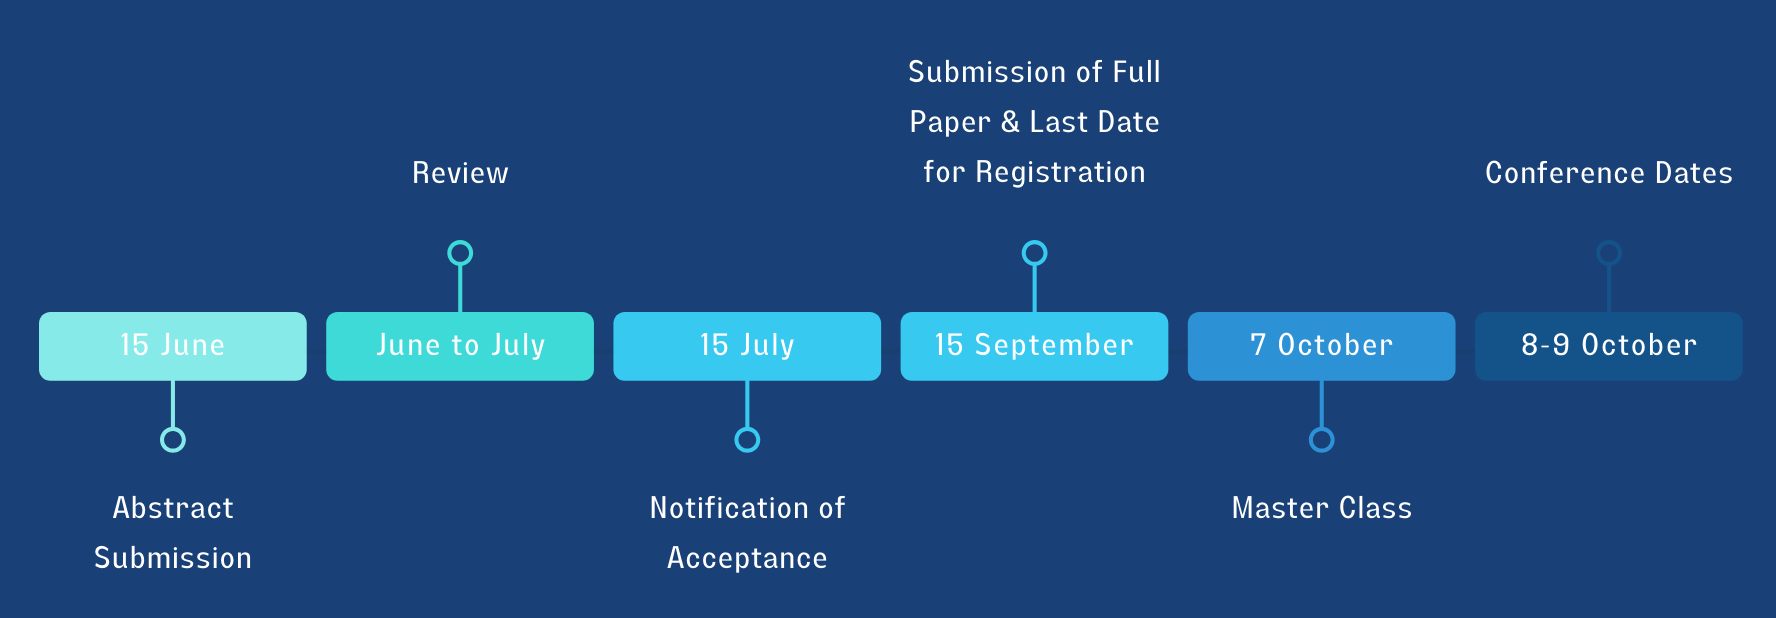 Submission of Full
Paper & Last Date
for Registration
Review
Conference Dates
15 June
June to July
15 July
15 September
7 October
8-9 October
Abstract
Submission
Notification of
Acceptance
Master Class